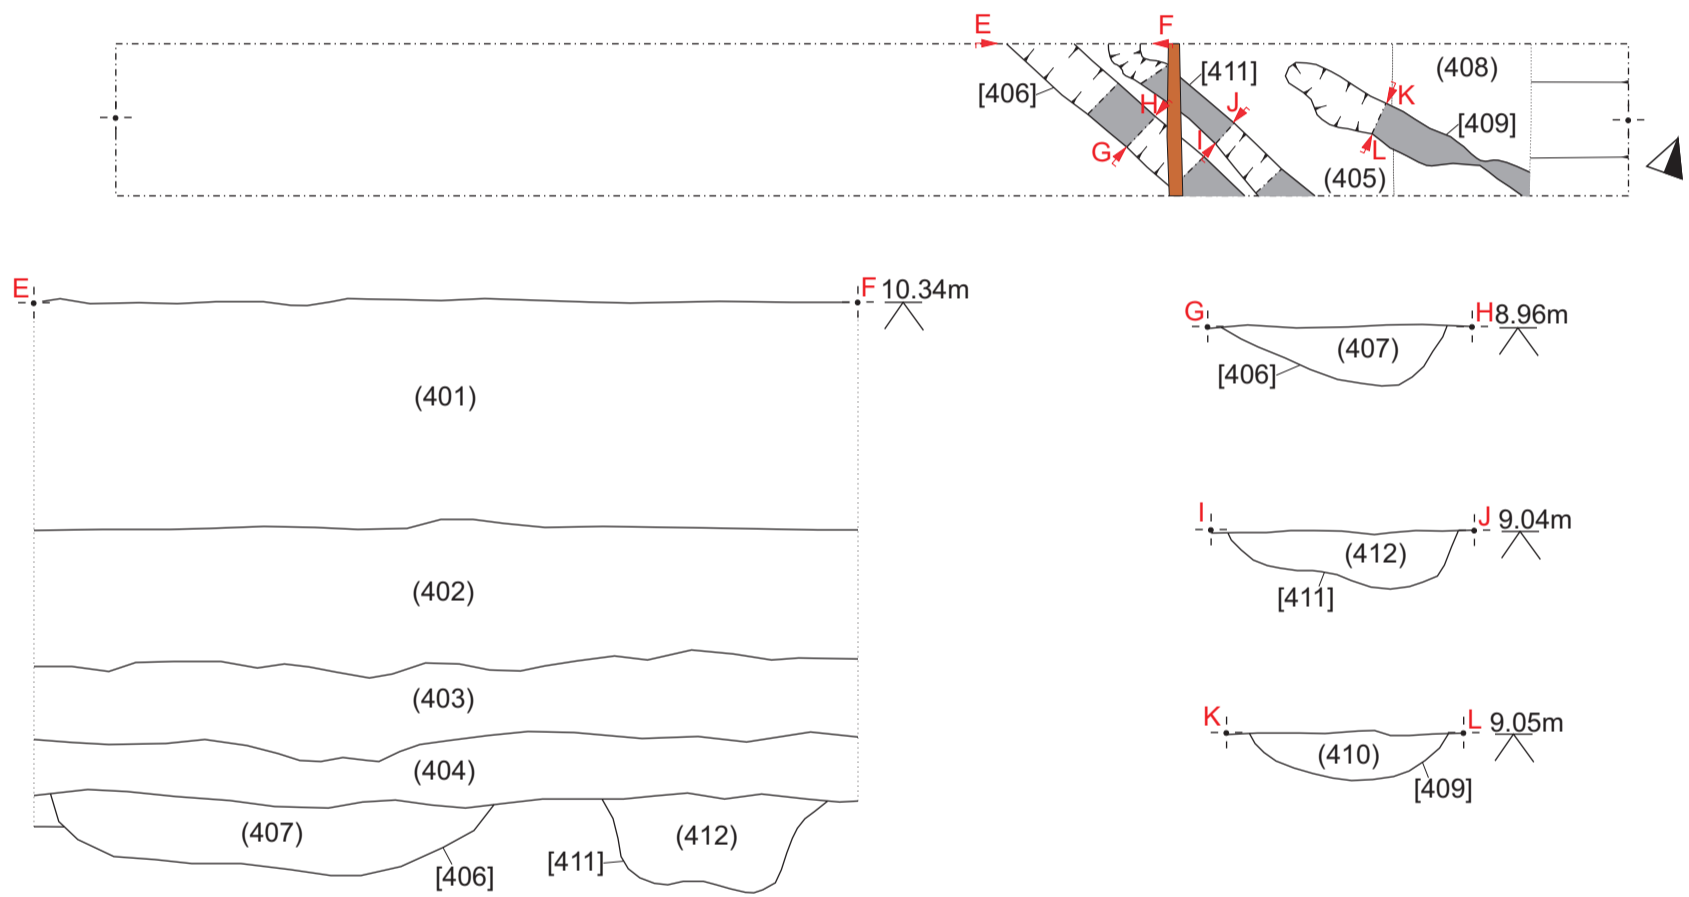 E F
[406] [411] (408)
H J K
[409]
G I L
(405)
E F 10.34m
(401)
(402)
(403)
(404)
(407) (412)
[411]
[406]
G H 8.96m
(407)
[406]
I J 9.04m
(412)
[411]
K L 9.05m
(410)
[409]